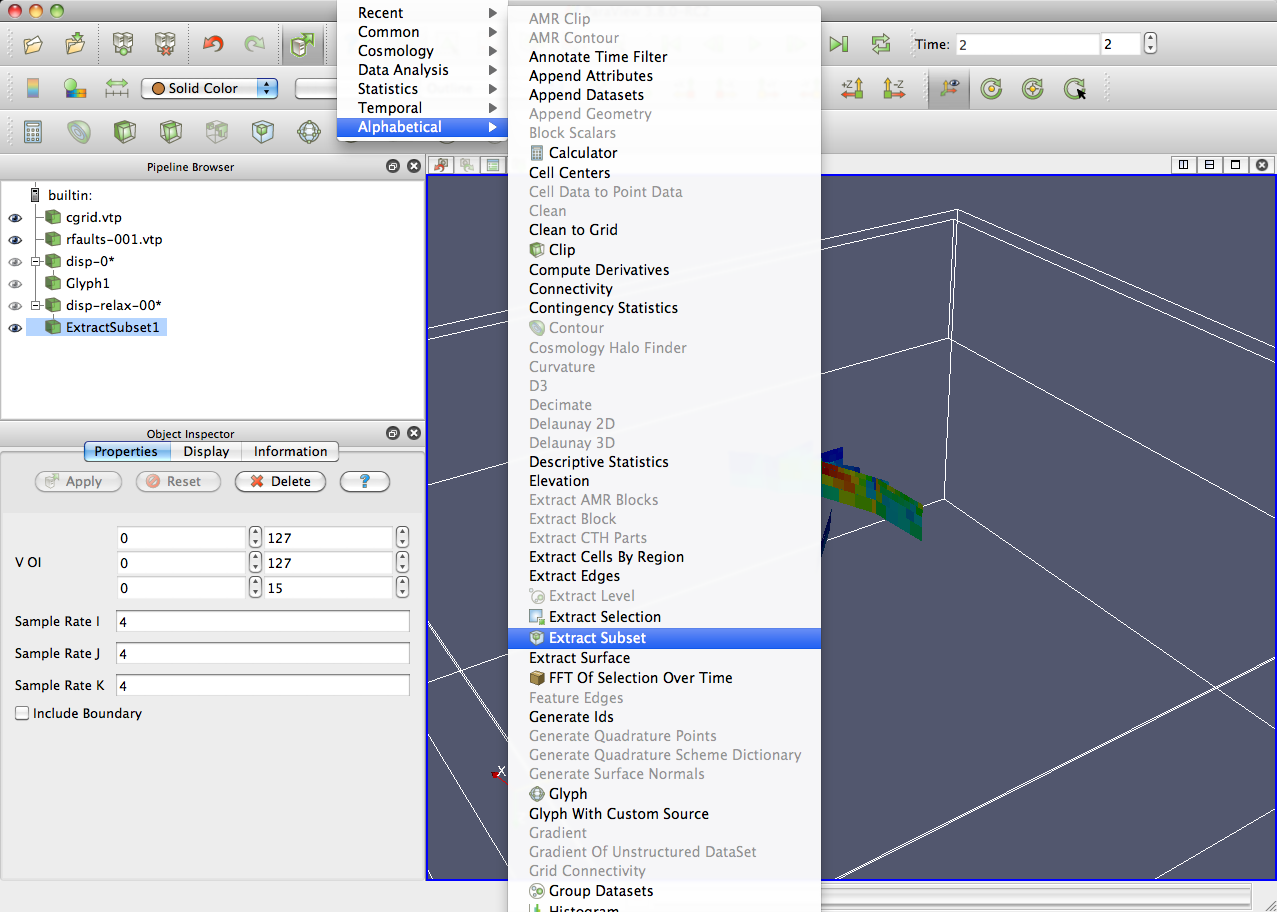 Recent
Common
Cosmology
Data Analysis
Statistics
Temporal
Alphabetical
AMR Clip
AMR Contour
Annotate Time Filter
Append Attributes
Append Datasets
Append Geometry
Block Scalars
Calculator
Cell Centers
Cell Data to Point Data
Clean
Clean to Grid
Clip
Compute Derivatives
Connectivity
Contingency Statistics
Contour
Cosmology Halo Finder
Curvature
D3
Decimate
Delaunay 2D
Delaunay 3D
Descriptive Statistics
Elevation
Extract AMR Blocks
Extract Block
Extract CTH Parts
Extract Cells By Region
Extract Edges
Extract Level
Extract Selection
Extract Subset
Extract Surface
FFT Of Selection Over Time
Feature Edges
Generate Ids
Generate Quadrature Points
Generate Quadrature Scheme Dictionary
Generate Surface Normals
Glyph
Glyph With Custom Source
Gradient
Gradient Of Unstructured DataSet
Grid Connectivity
Group Datasets
Histogram
Time: 2 2
Solid Color
+Z -Z
Pipeline Browser
builtin:
cgrid.vtp
rfaults-001.vtp
disp-0*
Glyph1
disp-relax-00*
ExtractSubset1
Object Inspector
Properties Display Information
Apply Reset Delete ?
V OI
0 127
0 127
0 15
Sample Rate I 4
Sample Rate J 4
Sample Rate K 4
Include Boundary
X